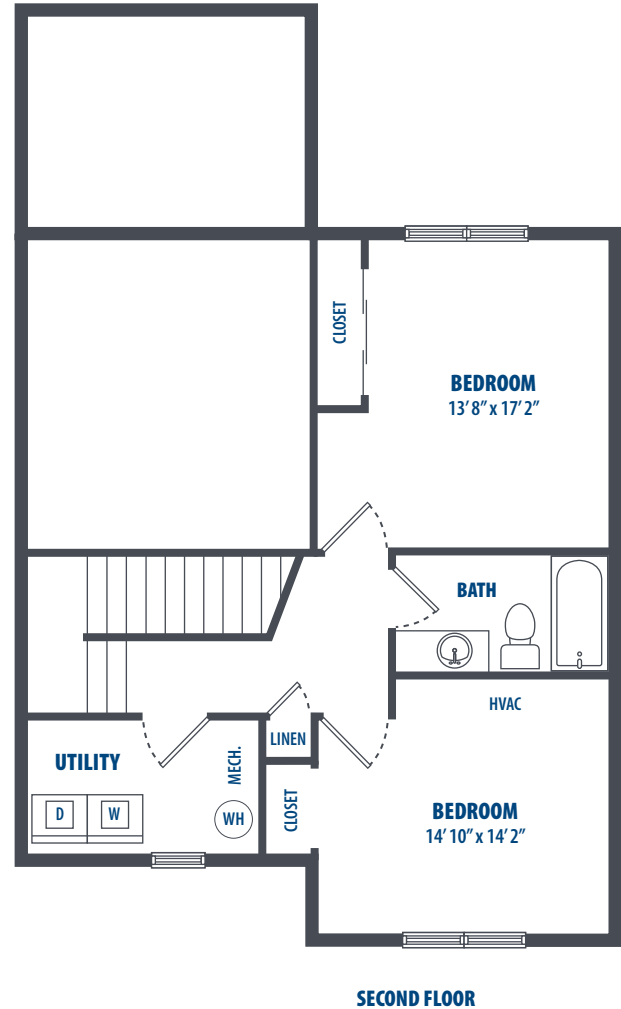 CLOSET
BEDROOM
13’ 8” x 17’ 2”
BATH
HVAC
UTILITY
MECH.
LINEN
D
W
WH
CLOSET
BEDROOM
14’ 10” x 14’ 2”
SECOND FLOOR